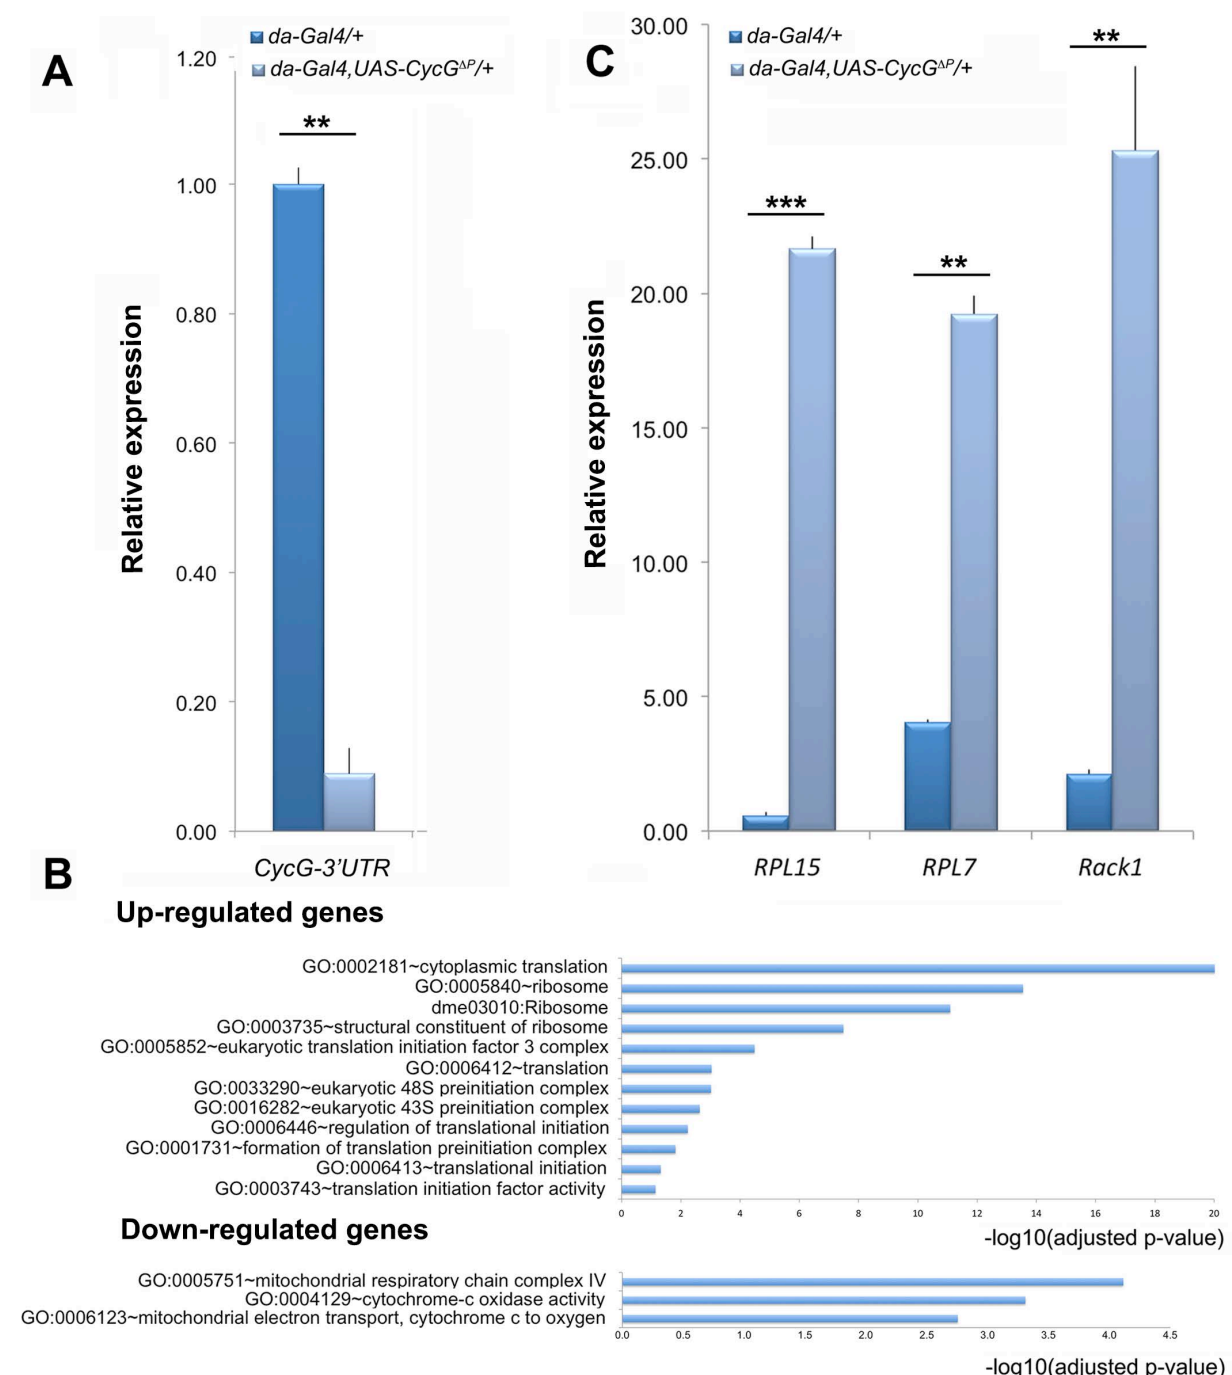 A
da-Gal4/+
da-Gal4,UAS-CycGΔP/+
1.20
1.00
0.80
0.60
0.40
0.20
0.00
**
Relative expression
CycG-3’UTR
C
da-Gal4/+
da-Gal4,UAS-CycGΔP/+
30.00
25.00
20.00
15.00
10.00
5.00
0.00
***
**
**
Relative expression
RPL15
RPL7
Rack1
B
Up-regulated genes
GO:0002181~cytoplasmic translation
GO:0005840~ribosome
dme03010:Ribosome
GO:0003735~structural constituent of ribosome
GO:0005852~eukaryotic translation initiation factor 3 complex
GO:0006412~translation
GO:0033290~eukaryotic 48S preinitiation complex
GO:0016282~eukaryotic 43S preinitiation complex
GO:0006446~regulation of translational initiation
GO:0001731~formation of translation preinitiation complex
GO:0006413~translational initiation
GO:0003743~translation initiation factor activity
0 2 4 6 8 10 12 14 16 18 20
-log10(adjusted p-value)
Down-regulated genes
GO:0005751~mitochondrial respiratory chain complex IV
GO:0004129~cytochrome-c oxidase activity
GO:0006123~mitochondrial electron transport, cytochrome c to oxygen
0.0 0.5 1.0 1.5 2.0 2.5 3.0 3.5 4.0 4.5
-log10(adjusted p-value)